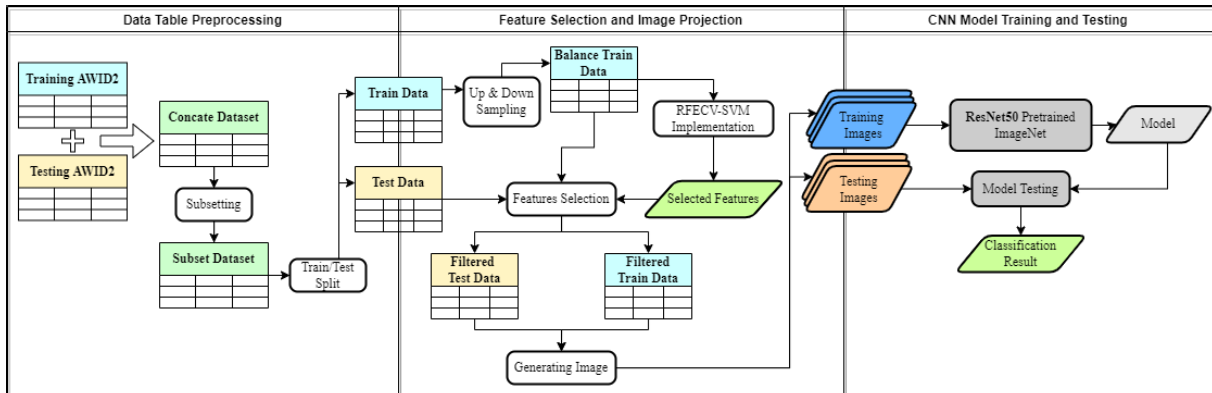 Data Table Preprocessing
Training AWID2
Testing AWID2
Concate Dataset
Subsetting
Subset Dataset
Train/Test
Split
Train Data
Test Data
Feature Selection and Image Projection
Up & Down
Sampling
Balance Train
Data
RFECV-SVM
Implementation
Features Selection
Selected Features
Filtered
Test Data
Filtered
Train Data
Generating Image
CNN Model Training and Testing
Training
Images
Testing
Images
ResNet50 Pretrained
ImageNet
Model
Model Testing
Classification
Result